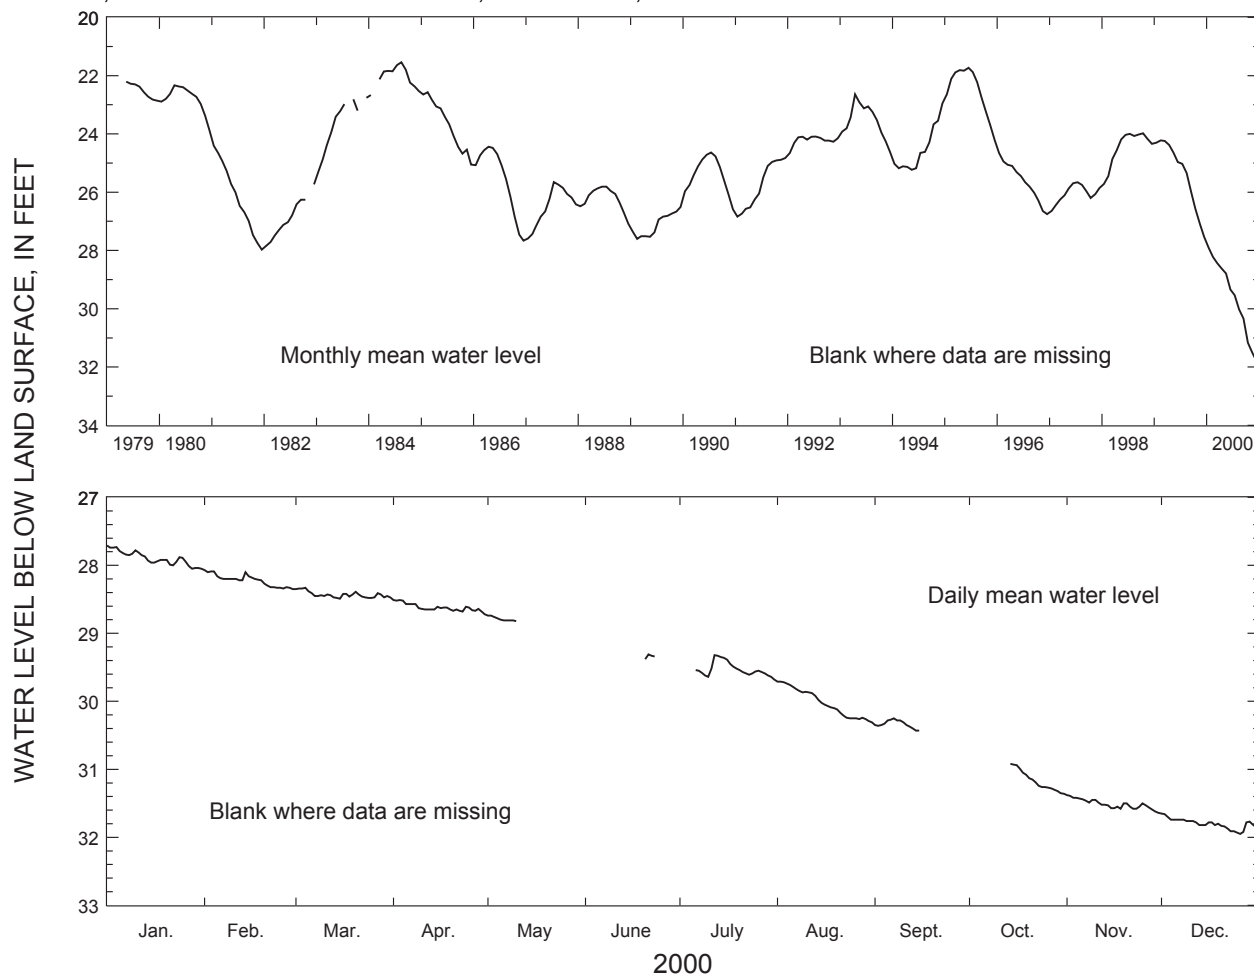 WATER LEVEL BELOW LAND SURFACE, IN FEET
20
22
24
26
28
30
32
34
Monthly mean water level
Blank where data are missing
1979 1980 1982 1984 1986 1988 1990 1992 1994 1996 1998 2000
27
28
29
30
31
32
33
Daily mean water level
Blank where data are missing
Jan. Feb. Mar. Apr. May June July Aug. Sept. Oct. Nov. Dec.
2000